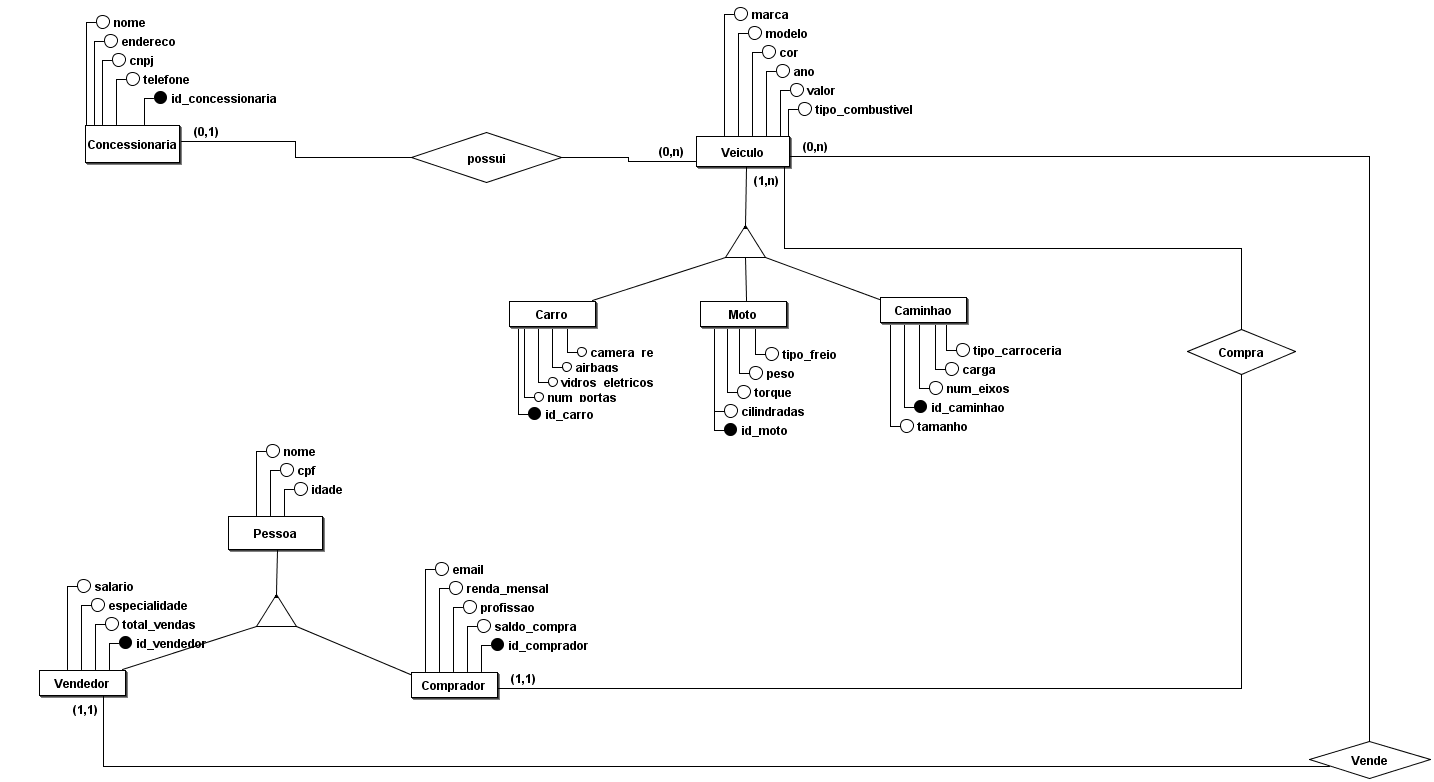 nome
endereco
cnpj
telefone
id_concessionaria
Concessionaria
(0,1)
possui
(0,n)
marca
modelo
cor
ano
valor
tipo_combustivel
Veiculo
(0,n)
(1,n)
Carro
camera_re
airbags
vidros_eletricos
num_portas
id_carro
Moto
tipo_freio
peso
torque
cilindradas
id_moto
Caminhao
tipo_carroceria
carga
num_eixos
id_caminhao
tamanho
Compra
nome
cpf
idade
Pessoa
salario
especialidade
total_vendas
id_vendedor
Vendedor
(1,1)
email
renda_mensal
profissao
saldo_compra
id_comprador
Comprador
(1,1)
Vende